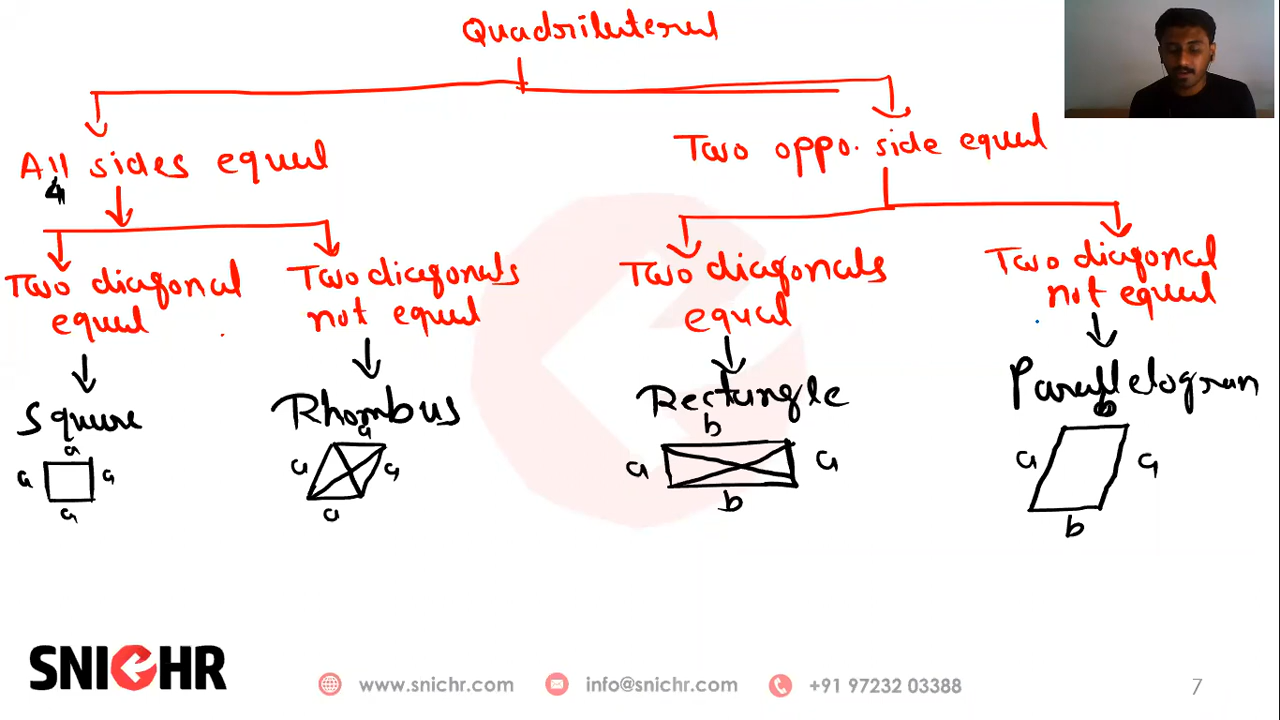 Quadrilateral
All sides equal
4
Two oppo. side equal
Two diagonal
equal
Two diagonals
not equal
Two diagonals
equal
Two diagonal
not equal
Square
Rhombus
Rectangle
Parallelogram
a
a
a
a
a
a
a
a
b
a
a
b
b
a
a
b
SNICHR
www.snichr.com
info@snichr.com
+91 97232 03388
7